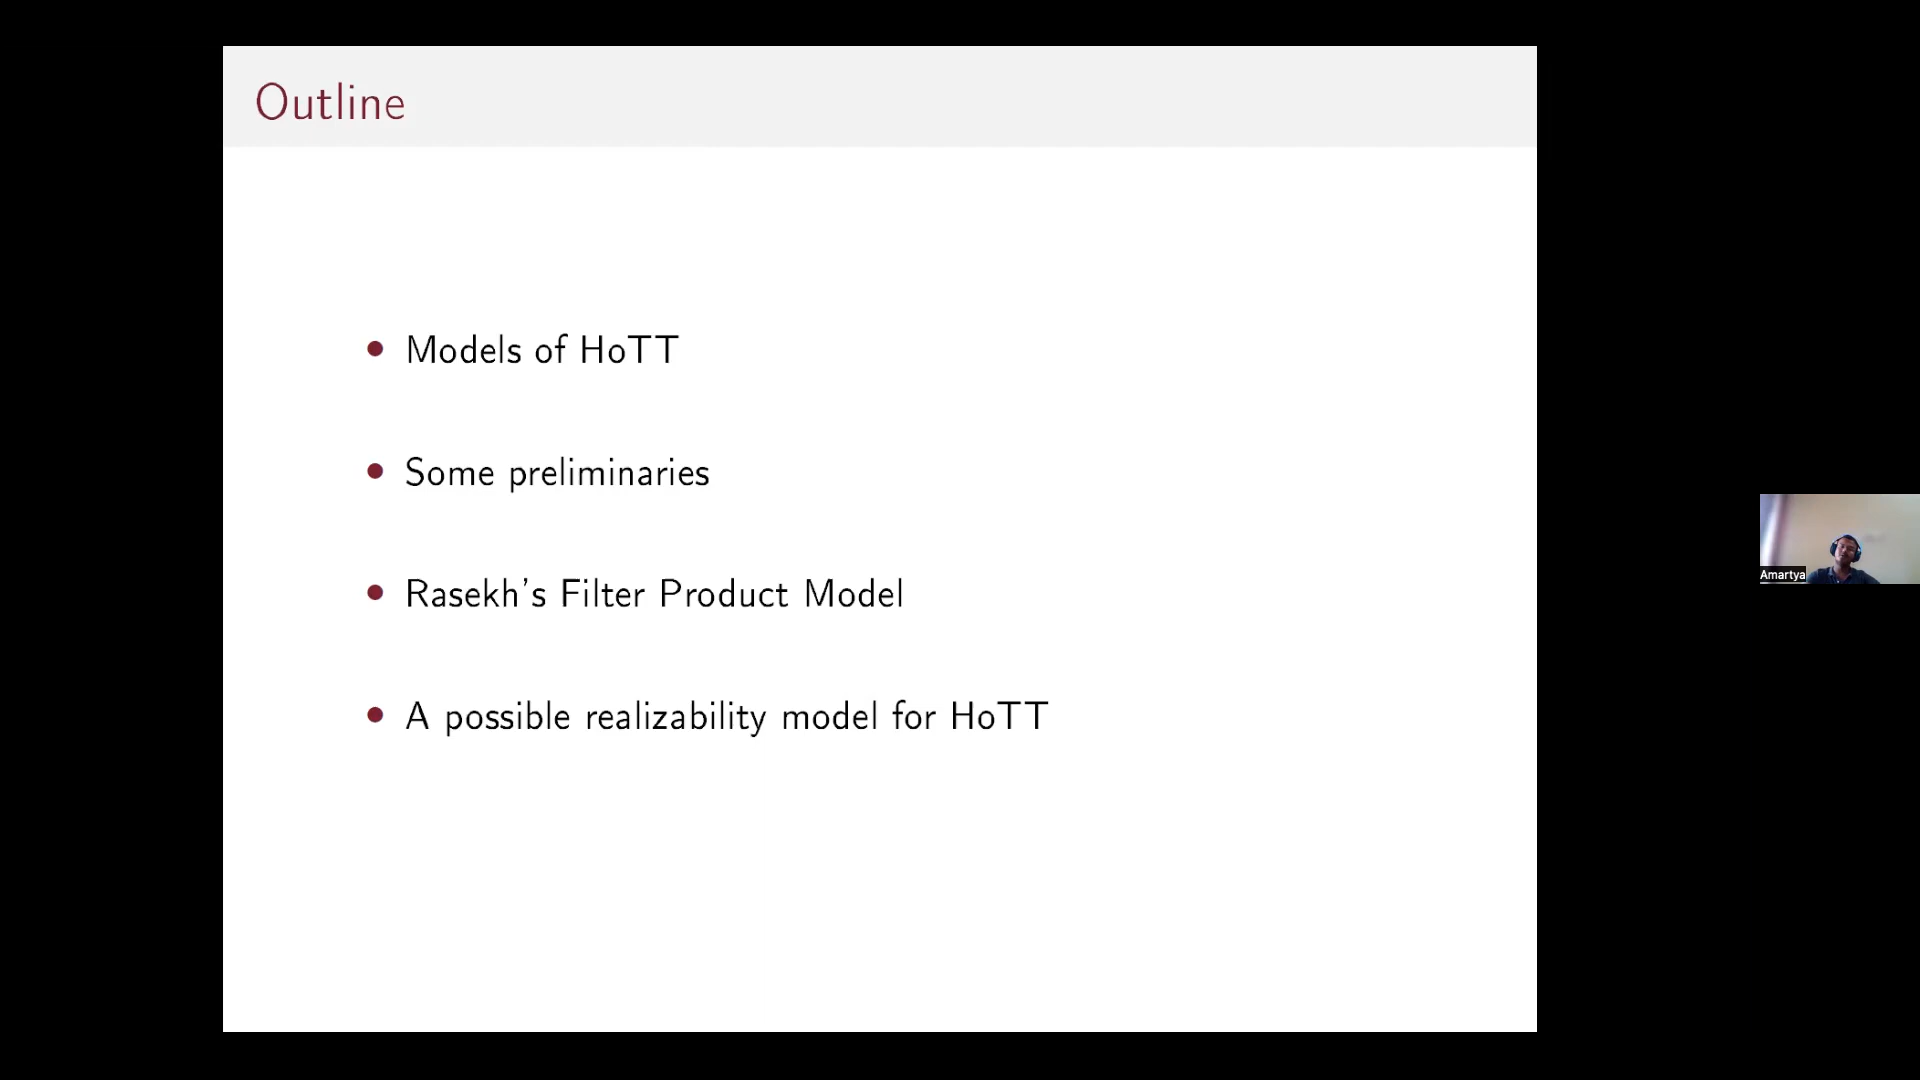 Outline
• Models of HoTT
• Some preliminaries
• Rasekh's Filter Product Model
• A possible realizability model for HoTT
Amartya